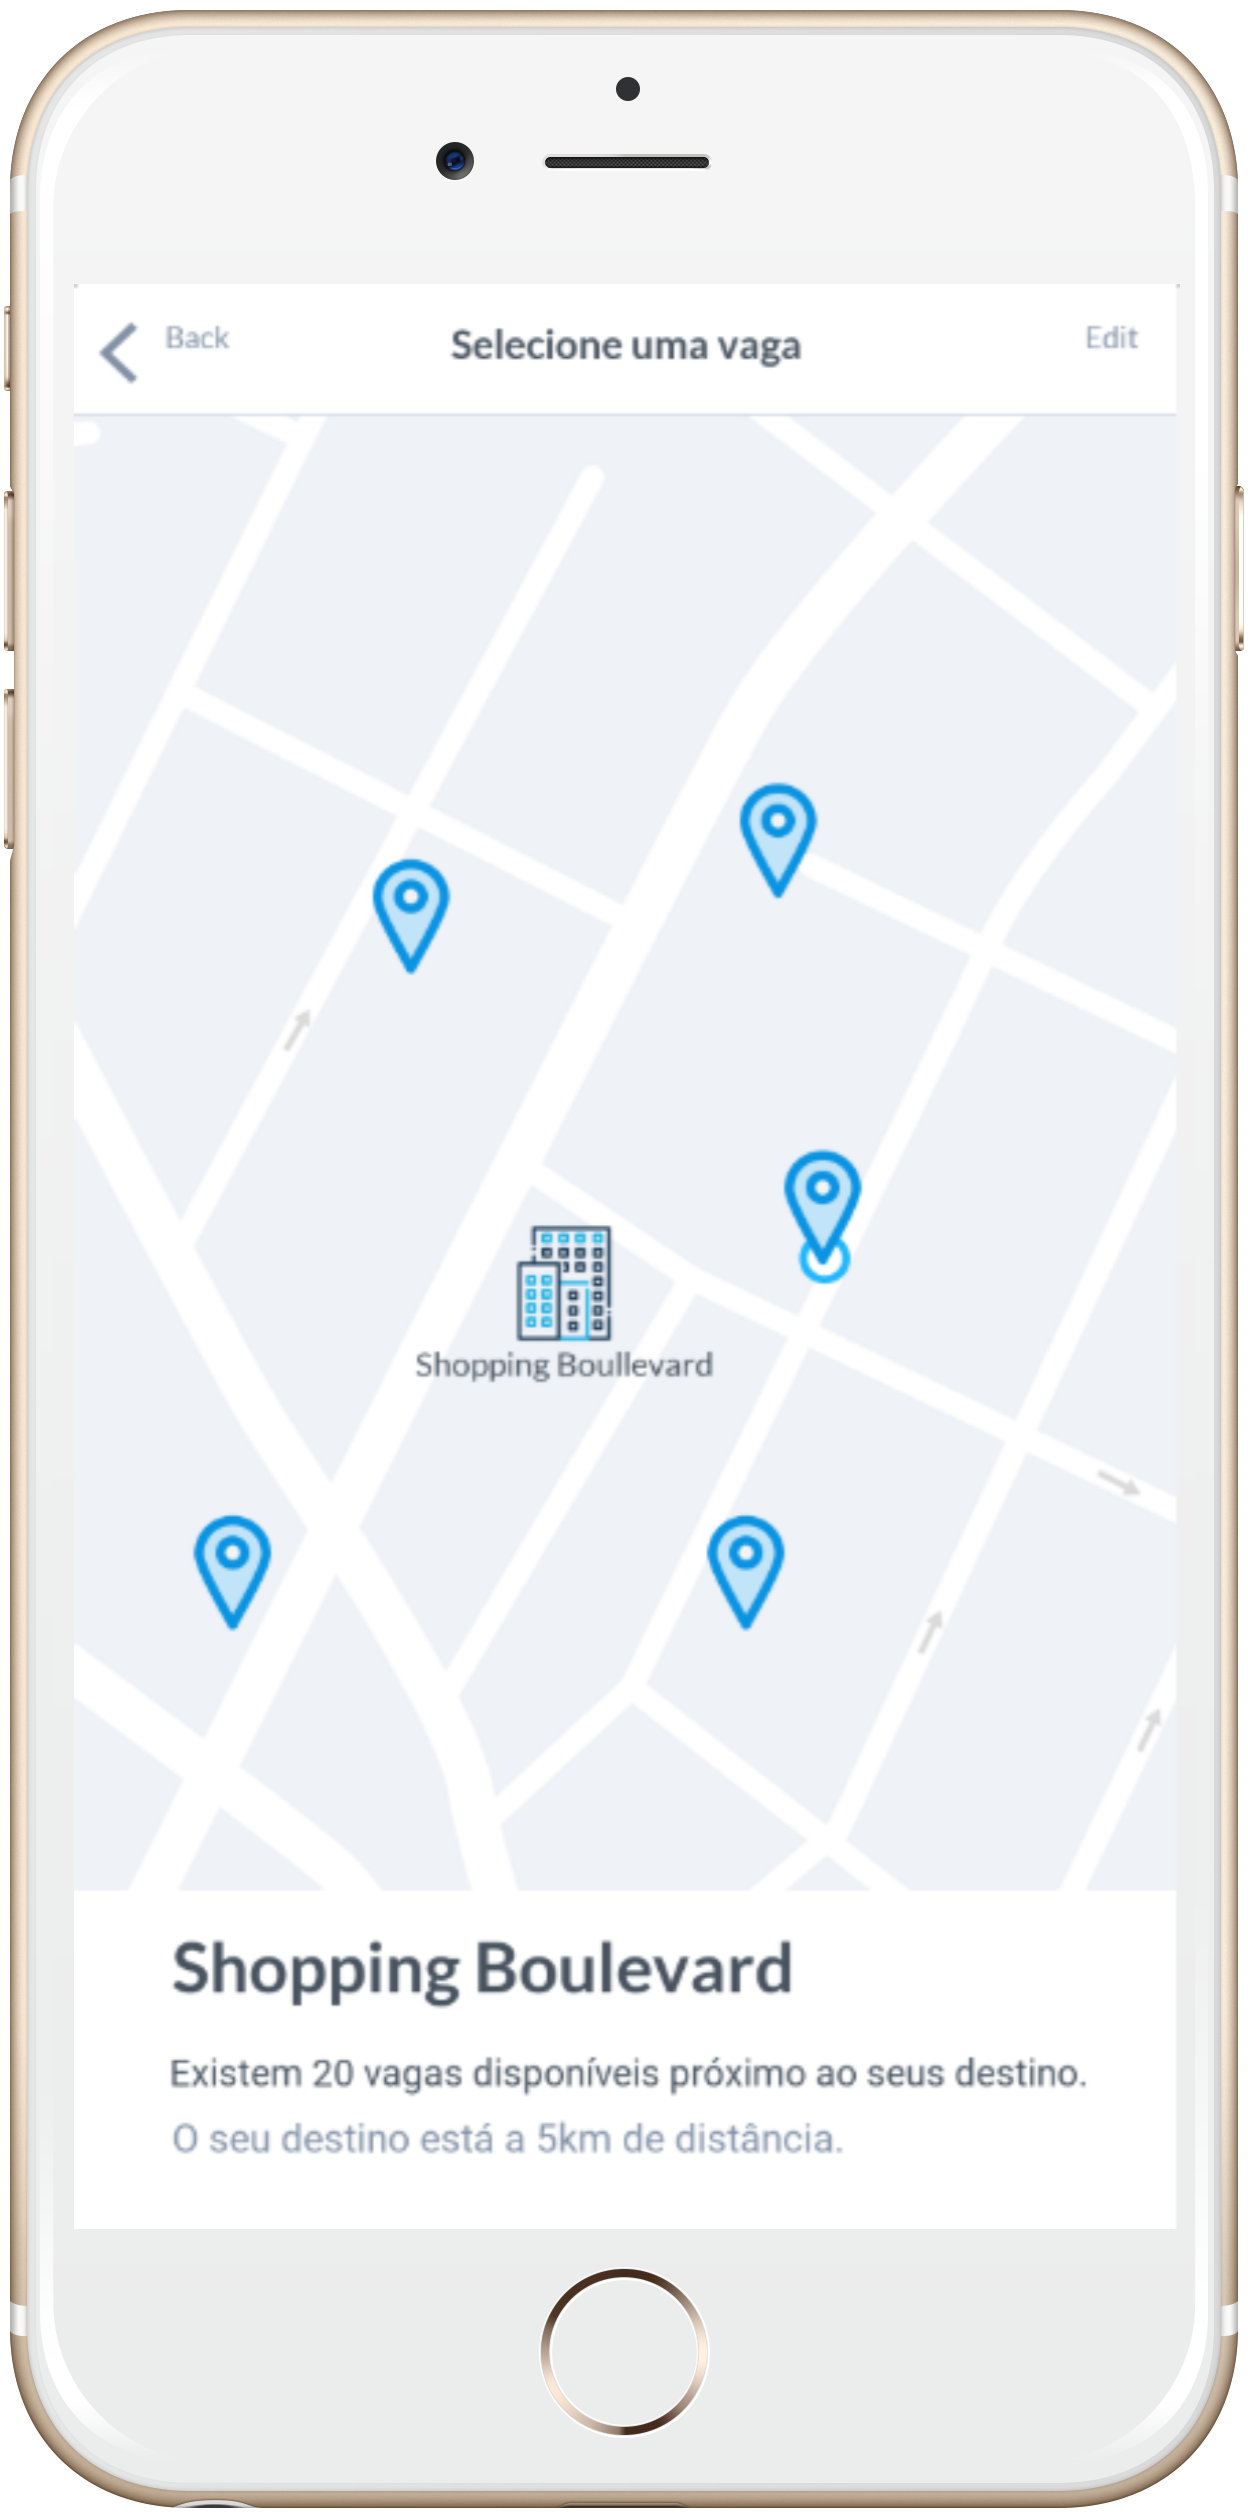 Back
Selecione uma vaga
Edit
Shopping Boullevard
Shopping Boulevard
Existem 20 vagas disponíveis próximo ao seus destino.
O seu destino está a 5km de distância.